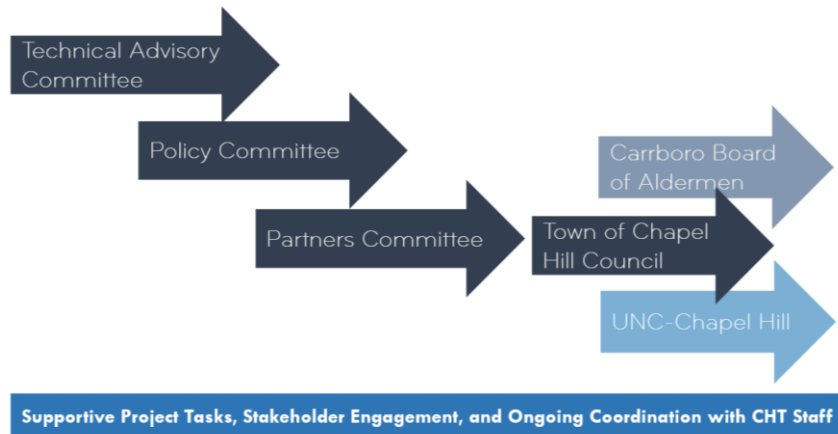 Technical Advisory
Committee
Policy Committee
Partners Committee
Carrboro Board
of Aldermen
Town of Chapel
Hill Council
UNC-Chapel Hill
Supportive Project Tasks, Stakeholder Engagement, and Ongoing Coordination with CHT Staff